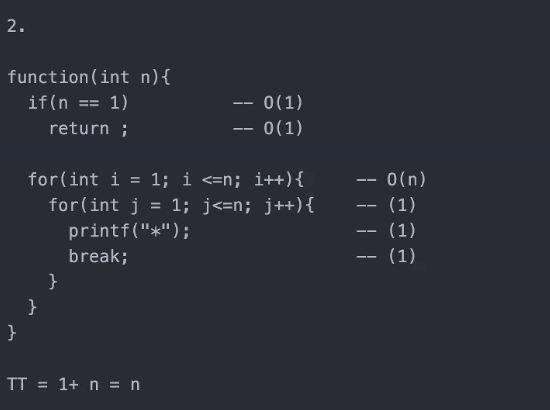 2.
function(int n){
if(n == 1) -- O(1)
return ; -- O(1)
for(int i = 1; i <=n; i++){ -- O(n)
for(int j = 1; j<=n; j++){ -- (1)
printf("*"); -- (1)
break; -- (1)
}
}
}
TT = 1+ n = n